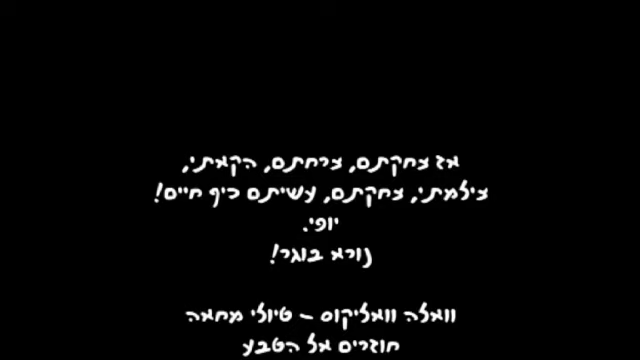 אז צחקתם, צרחתם, הקאתי,
צילמתי, צחקתם, עשיתם כיף חיים!
יופי.
נורא בוגר!
וואלה וואליקוס - טיולי מחאה
חוזרים אל הטבע